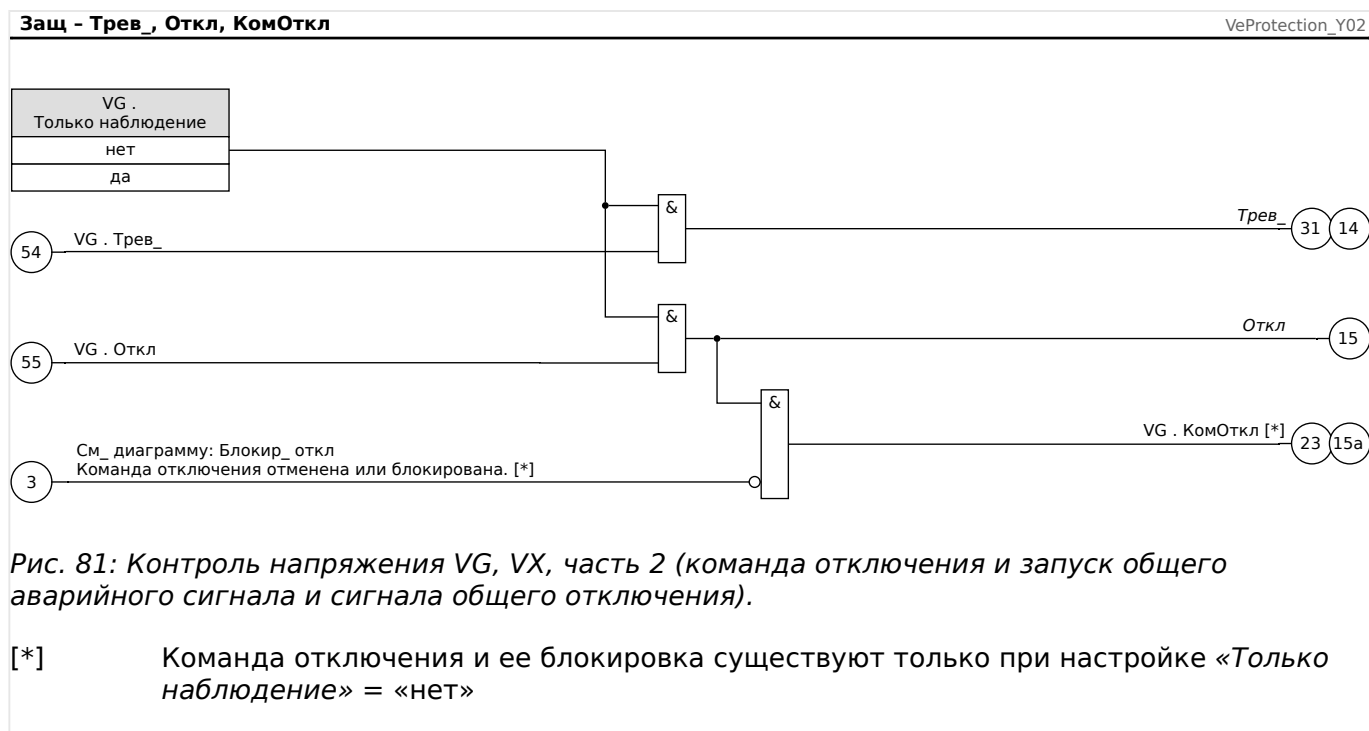 Защ – Трев_, Откл, КомОткл
VeProtection_Y02
VG .
Только наблюдение
нет
да
&
Трев_
31
14
54
VG . Трев_
&
Откл
15
55
VG . Откл
&
VG . КомОткл [*]
23
15a
См_ диаграмму: Блокир_ откл
3
Команда отключения отменена или блокирована. [*]
Рис. 81: Контроль напряжения VG, VX, часть 2 (команда отключения и запуск общего
аварийного сигнала и сигнала общего отключения).
[*] Команда отключения и ее блокировка существуют только при настройке «Только
наблюдение» = «нет»